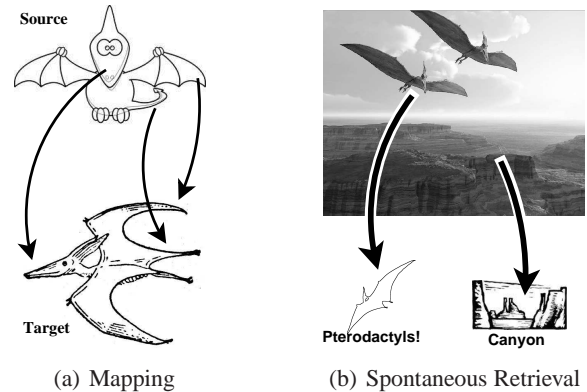 Source
Target
(a) Mapping
Pterodactyls!
Canyon
(b) Spontaneous Retrieval